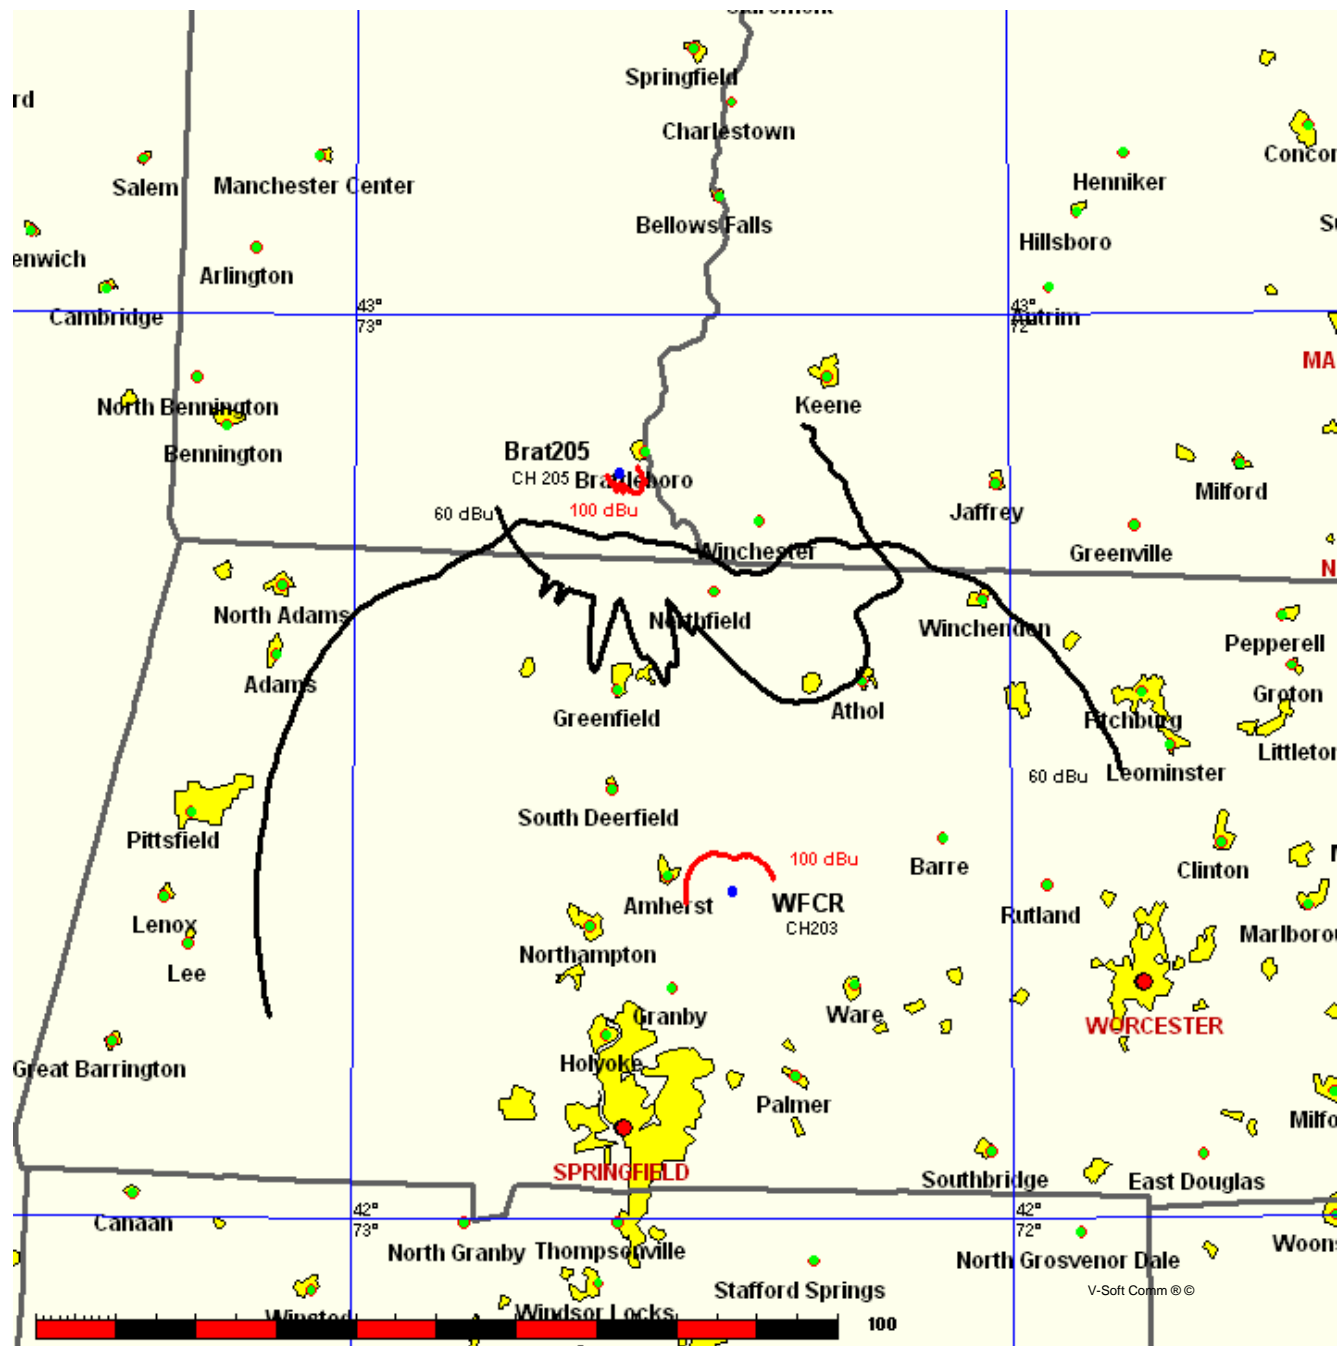 Springfield
Charlestown
Salem
Manchester Center
Henniker
Bellows Falls
Hillsboro
Arlington
Cambridge
43°
73°
43°
72°
Antrim
North Bennington
Bennington
Keene
Brat205
CH 205
Brattleboro
100 dBu
60 dBu
Jaffrey
Milford
Winchester
Greenville
North Adams
Northfield
Winchendon
Pepperell
Adams
Greenfield
Athol
Fitchburg
Groton
60 dBu
Leominster
South Deerfield
Pittsfield
100 dBu
Barre
Clinton
Amherst
WFCR
CH203
Rutland
Lenox
Northampton
Lee
Granby
Ware
WORCESTER
Holyoke
Great Barrington
Palmer
SPRINGFIELD
Southbridge
East Douglas
42°
73°
42°
72°
Canaan
North Granby
Thompsonville
North Grosvenor Dale
Stafford Springs
V-Soft Comm ® ©
Windsor Locks
100